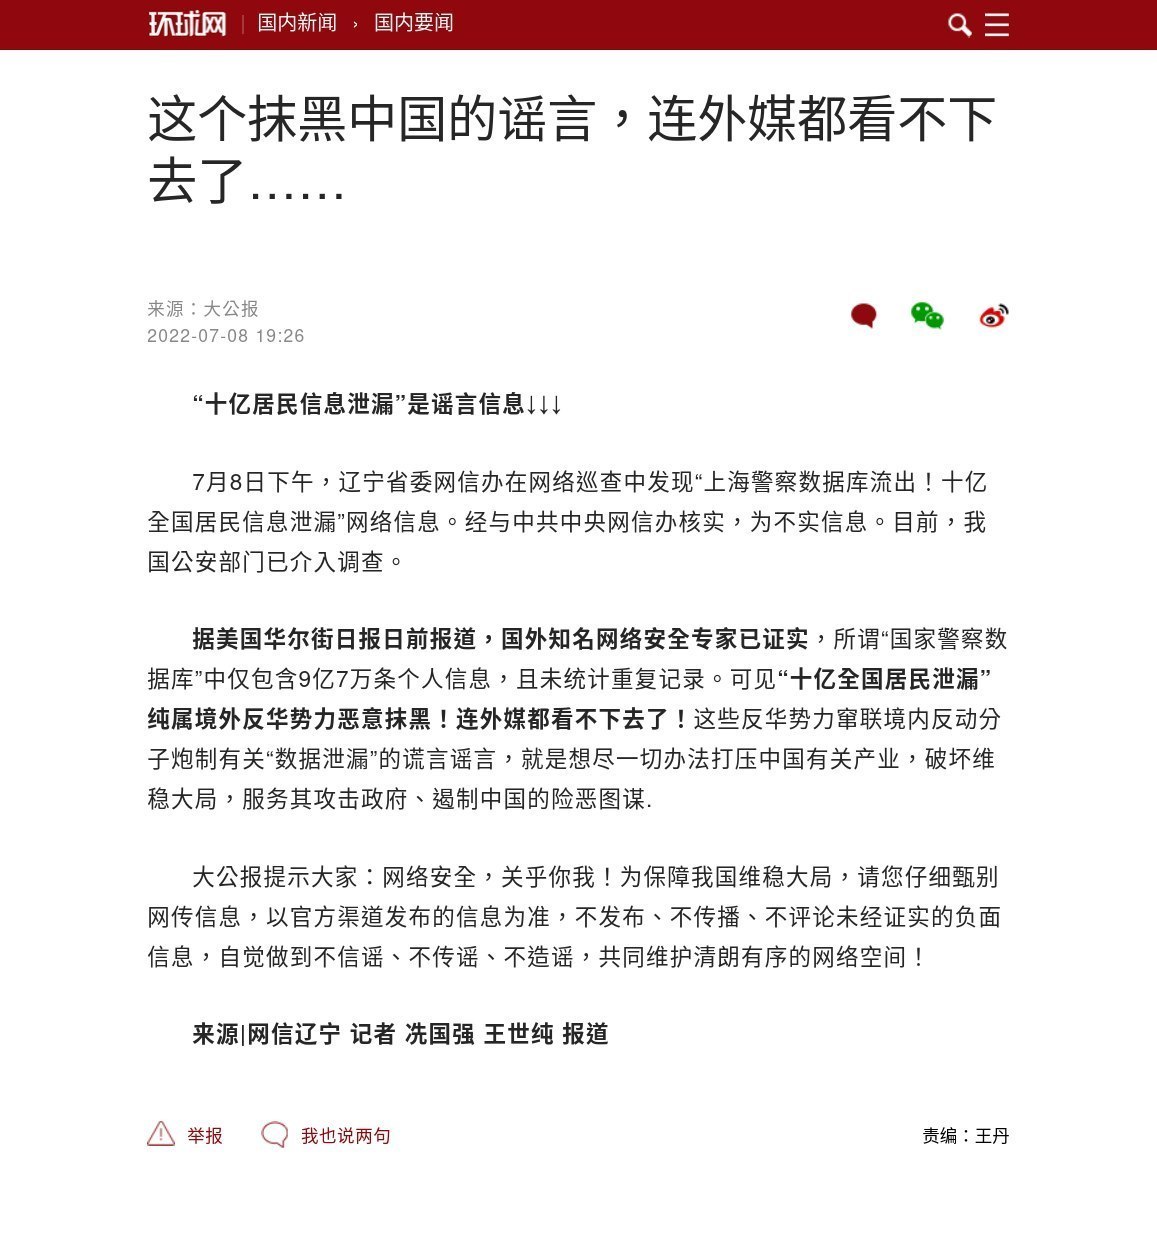 环球网 | 国内新闻 › 国内要闻
这个抹黑中国的谣言，连外媒都看不下
去了……
来源：大公报
2022-07-08 19:26
“十亿居民信息泄漏”是谣言信息↓↓↓
7月8日下午，辽宁省委网信办在网络巡查中发现“上海警察数据库流出！十亿
全国居民信息泄漏”网络信息。经与中共中央网信办核实，为不实信息。目前，我
国公安部门已介入调查。
据美国华尔街日报日前报道，国外知名网络安全专家已证实，所谓“国家警察数
据库”中仅包含9亿7万条个人信息，且未统计重复记录。可见“十亿全国居民泄漏”
纯属境外反华势力恶意抹黑！连外媒都看不下去了！这些反华势力窜联境内反动分
子炮制有关“数据泄漏”的谎言谣言，就是想尽一切办法打压中国有关产业，破坏维
稳大局，服务其攻击政府、遏制中国的险恶图谋.
大公报提示大家：网络安全，关乎你我！为保障我国维稳大局，请您仔细甄别
网传信息，以官方渠道发布的信息为准，不发布、不传播、不评论未经证实的负面
信息，自觉做到不信谣、不传谣、不造谣，共同维护清朗有序的网络空间！
来源|网信辽宁 记者 冼国强 王世纯 报道
举报 我也说两句 责编：王丹